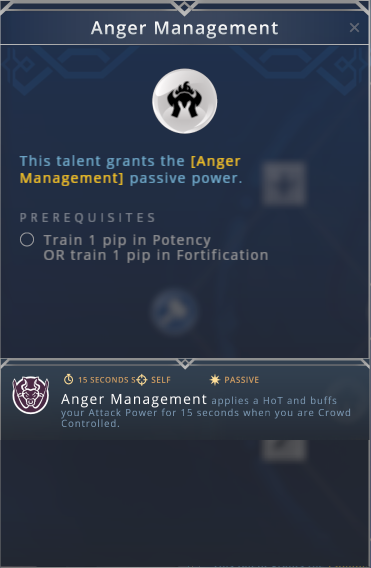 Anger Management
This talent grants the [Anger
Management] passive power.
PREREQUISITES
Train 1 pip in Potency
OR train 1 pip in Fortification
15 SECONDS SELF PASSIVE
Anger Management applies a HoT and buffs
your Attack Power for 15 seconds when you are Crowd
Controlled.